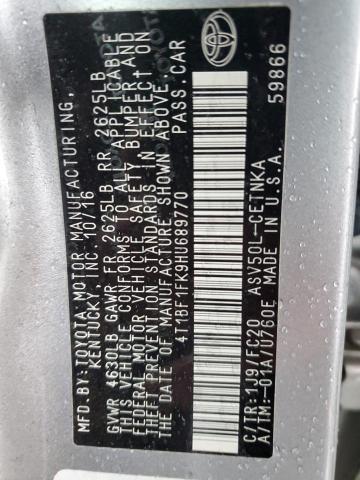 MFD. BY: TOYOTA MOTOR MANUFACTURING,
KENTUCKY, INC. 10/16
GVWR 4630LB GAWR FR 2625LB RR 2625LB
THIS VEHICLE CONFORMS TO ALL APPLICABLE
FEDERAL MOTOR VEHICLE SAFETY BUMPER, AND
THEFT PREVENTION STANDARDS IN EFFECT ON
THE DATE OF MANUFACTURE SHOWN ABOVE.
4T1BF1FK9HU689770 PASS. CAR
C/TR: 1J9/FC20 ASV50L-CETNKA
A/TM: -01A/U760E MADE IN U.S.A.
59866